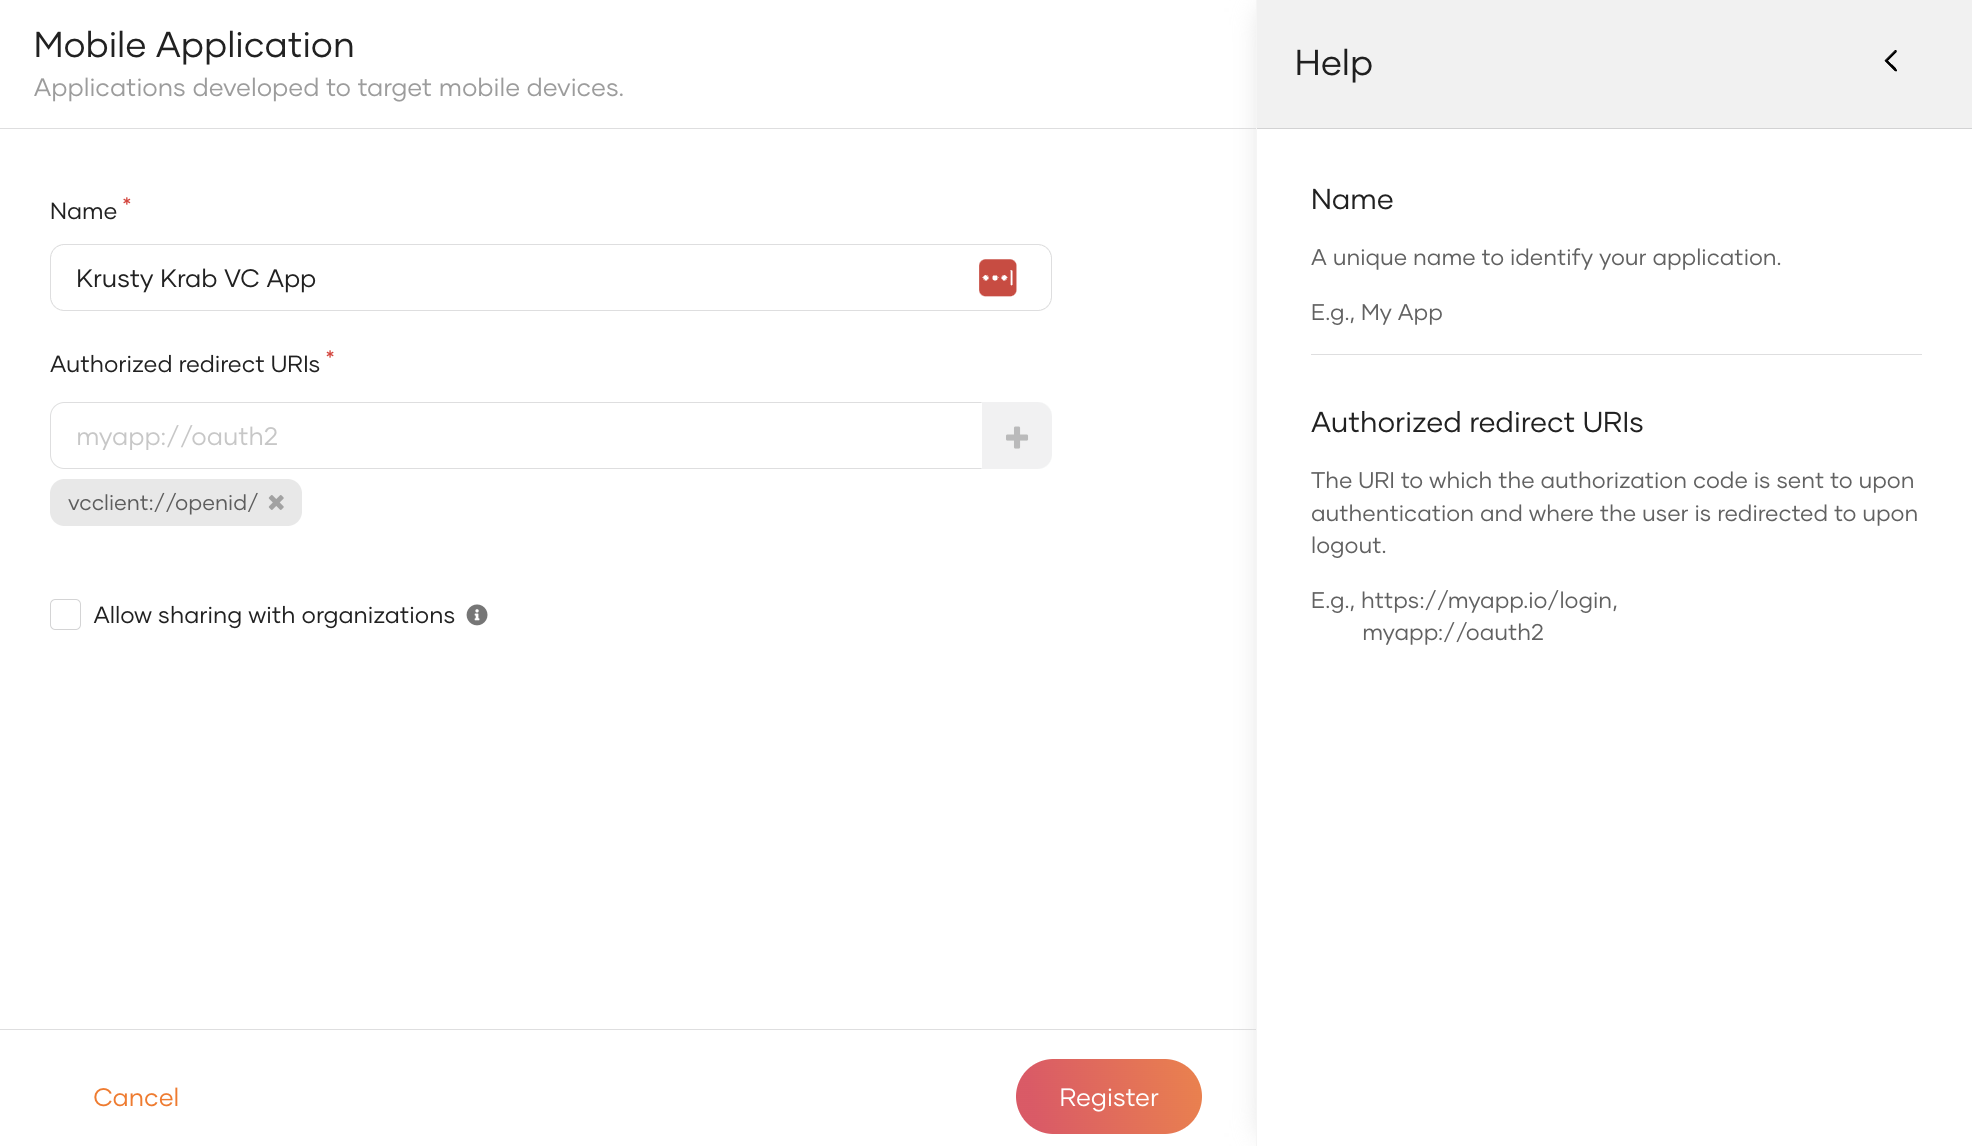 Mobile Application
Applications developed to target mobile devices.
Name *
Krusty Krab VC App
Authorized redirect URIs *
myapp://oauth2
vcclient://openid/
Allow sharing with organizations
Cancel
Register
Help
Name
A unique name to identify your application.
E.g., My App
Authorized redirect URIs
The URI to which the authorization code is sent to upon
authentication and where the user is redirected to upon
logout.
E.g., https://myapp.io/login,
myapp://oauth2